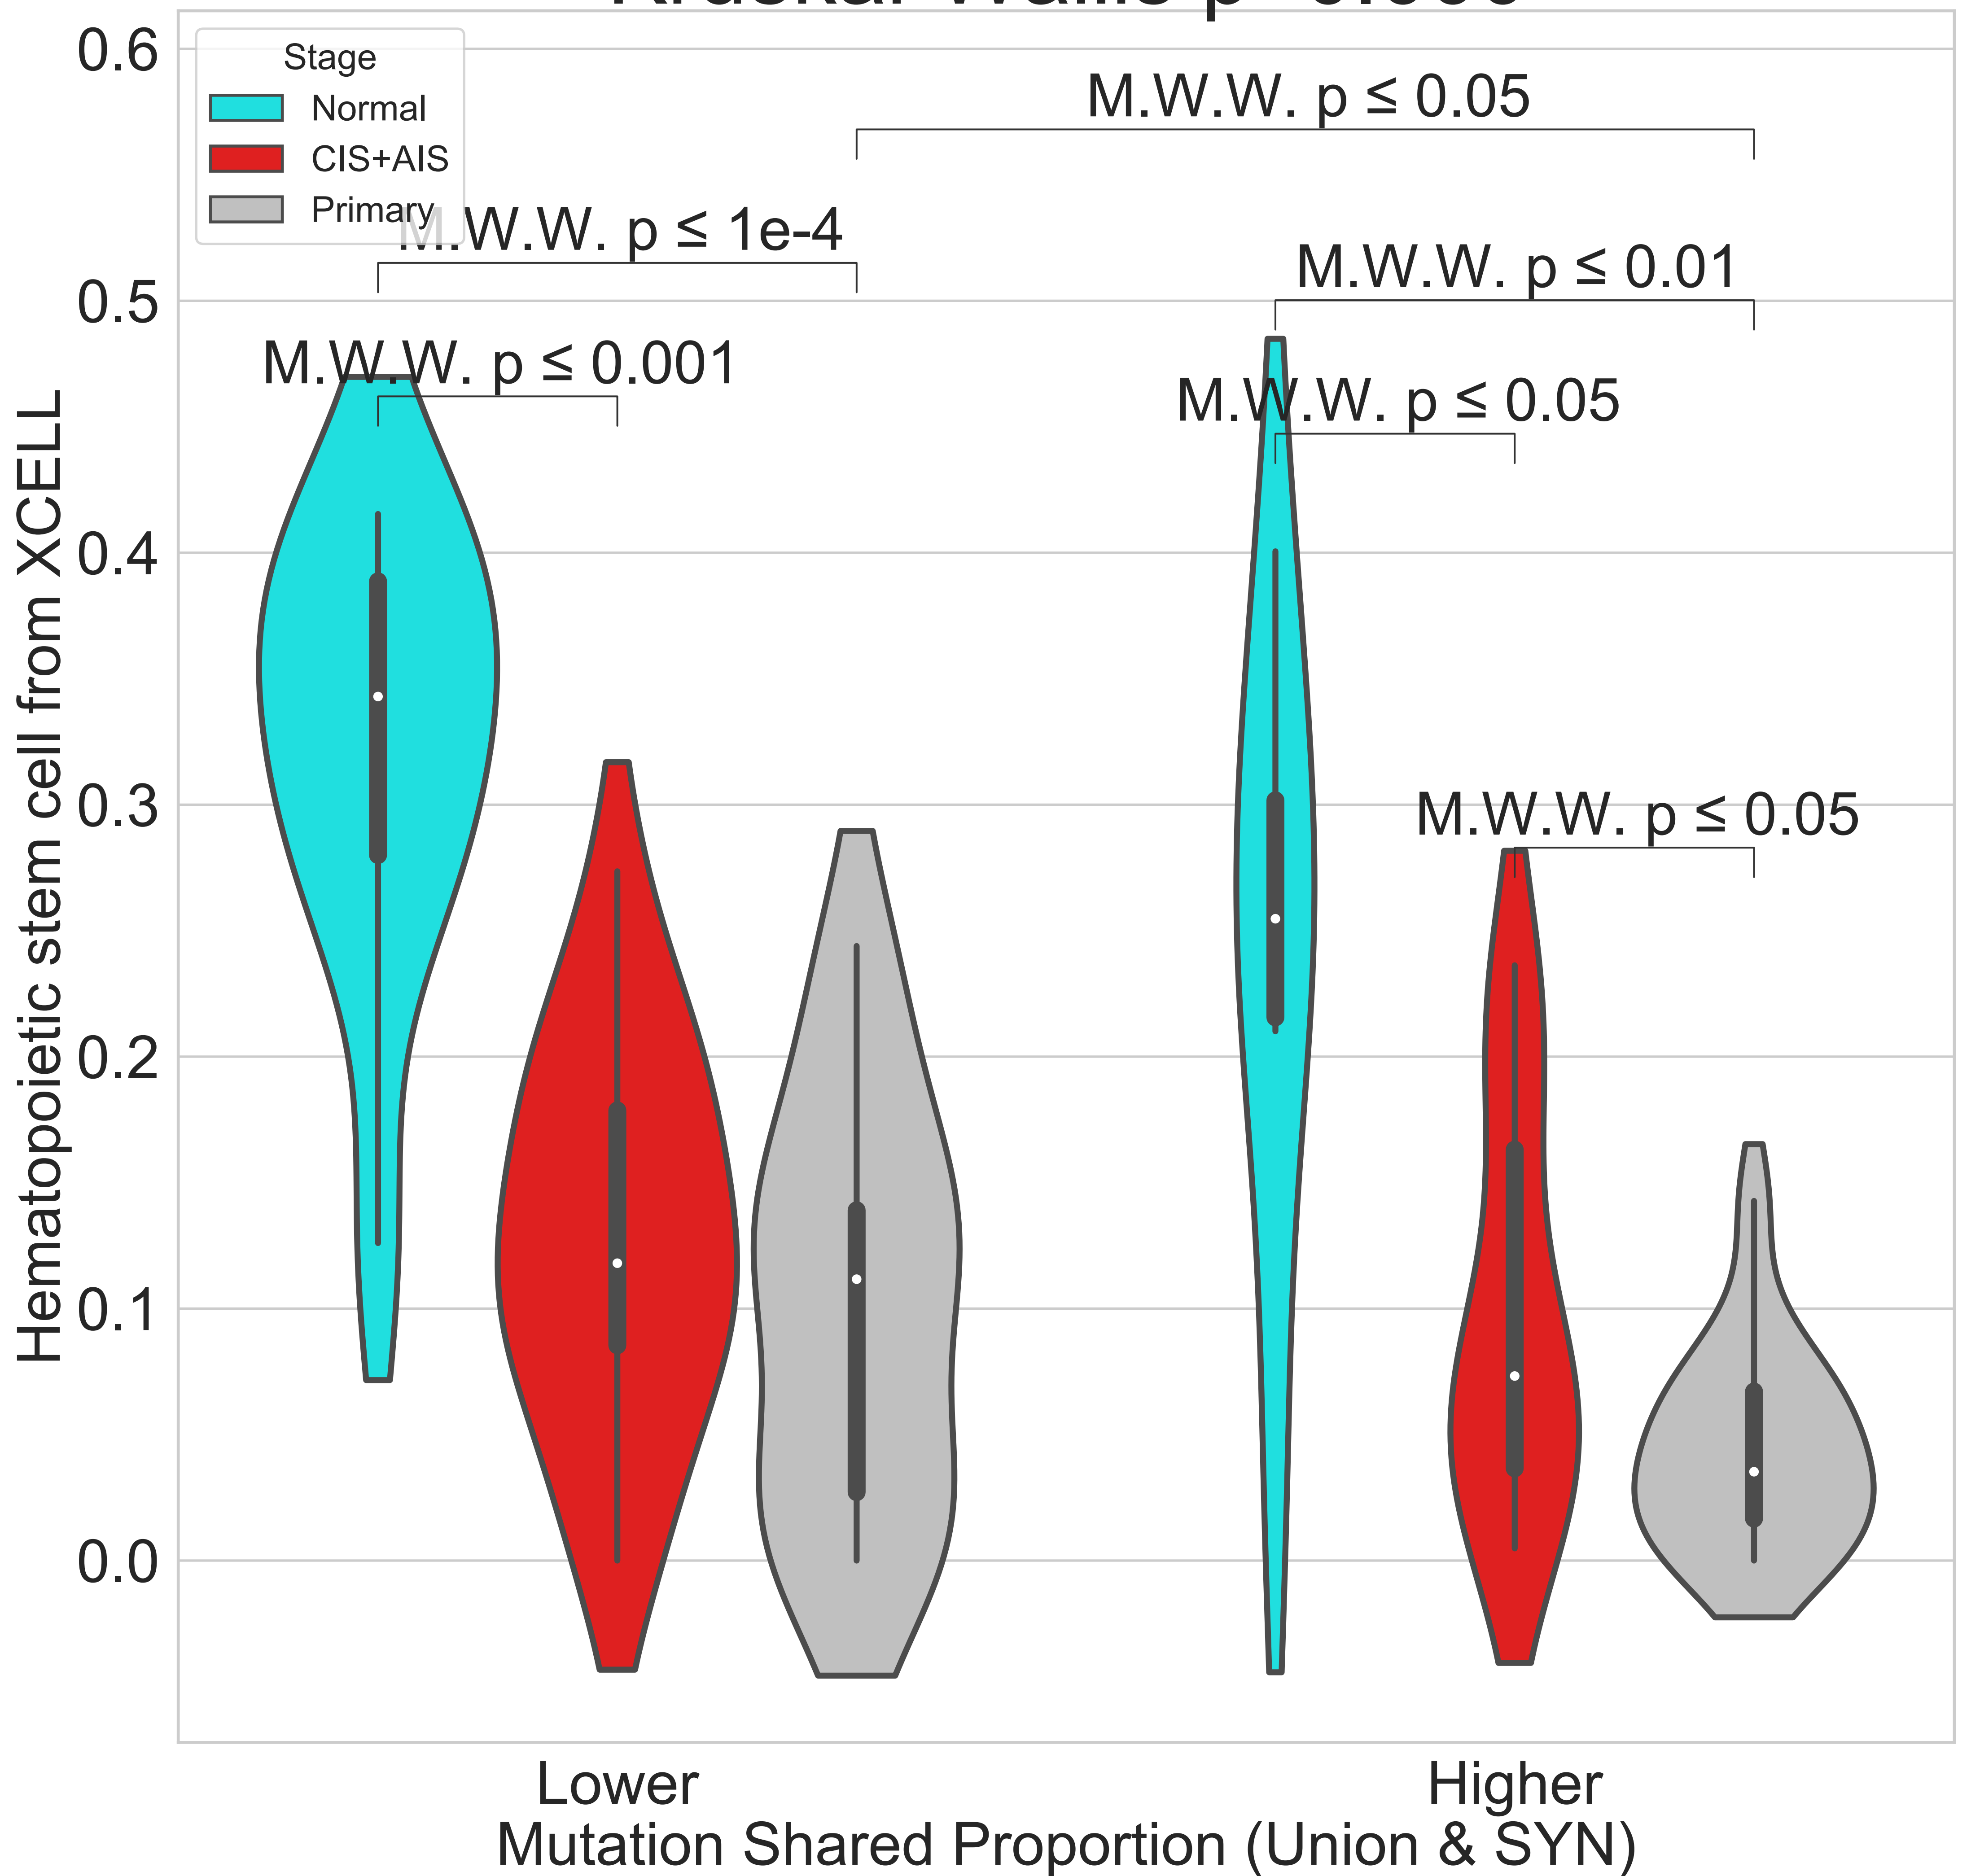 Stage
Normal
CIS+AIS
Primary
M.W.W. p ≤ 0.05
M.W.W. p ≤ 1e-4
M.W.W. p ≤ 0.01
M.W.W. p ≤ 0.001
M.W.W. p ≤ 0.05
M.W.W. p ≤ 0.05
0.6
0.5
0.4
0.3
0.2
0.1
0.0
Hematopoietic stem cell from XCELL
Lower
Higher
Mutation Shared Proportion (Union & SYN)